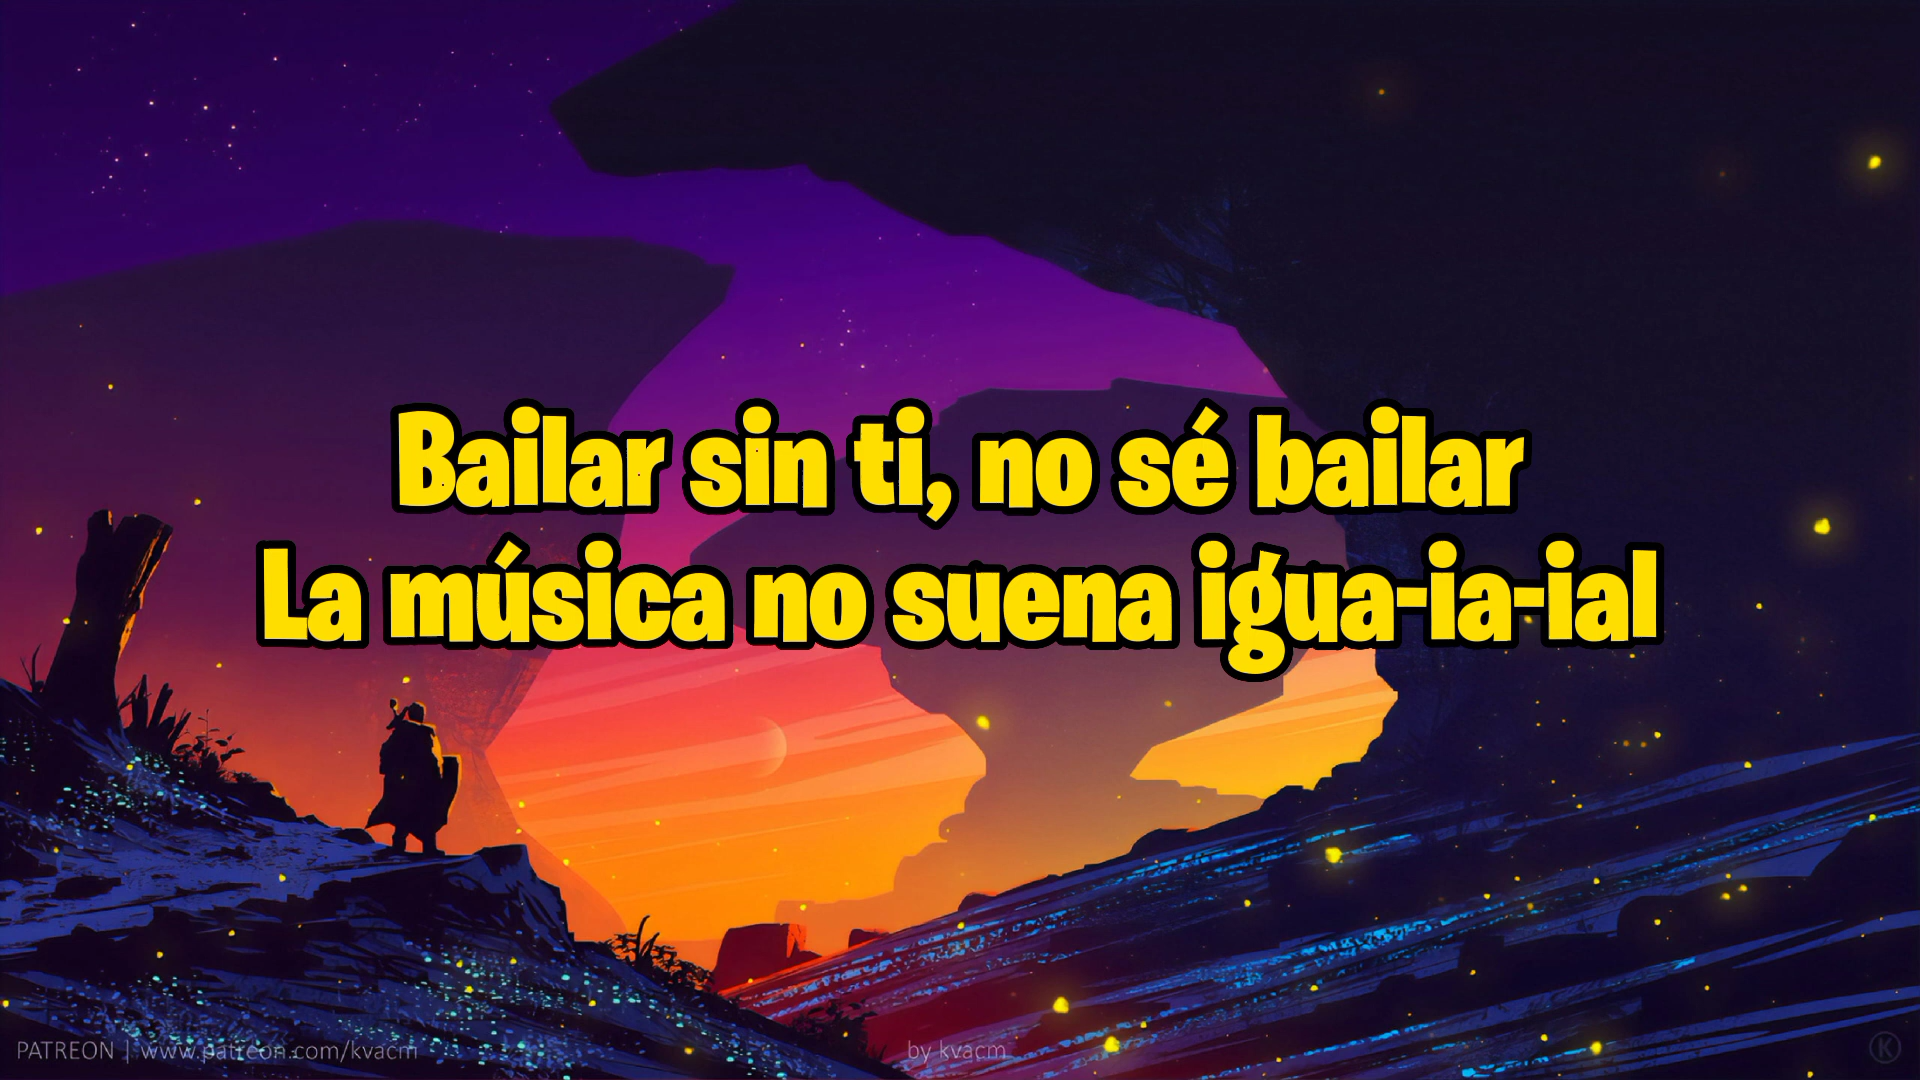 Bailar sin ti, no sé bailar
La música no suena igua-ia-ial
PATREON | www.patreon.com/kvacm
by kvacm
K